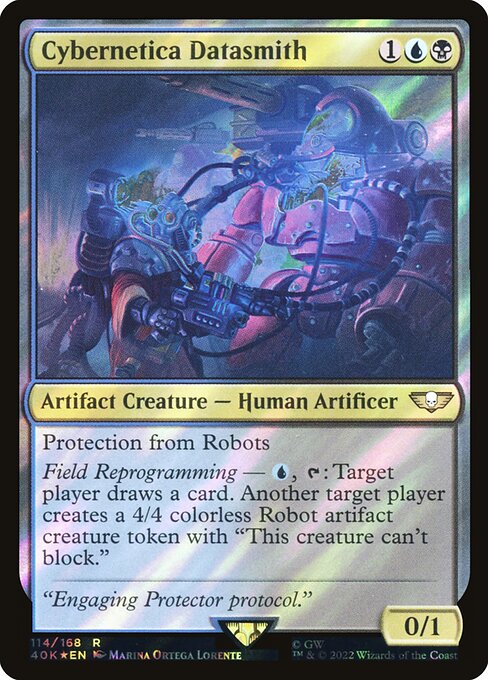 Cybernetica Datasmith 1
Artifact Creature — Human Artificer
Protection from Robots
Field Reprogramming — , : Target
player draws a card. Another target player
creates a 4/4 colorless Robot artifact
creature token with “This creature can’t
block.”
“Engaging Protector protocol.”
0/1
114/168 R
40K★EN Marina Ortega Lorente
© GW
™ & © 2022 Wizards of the Coast